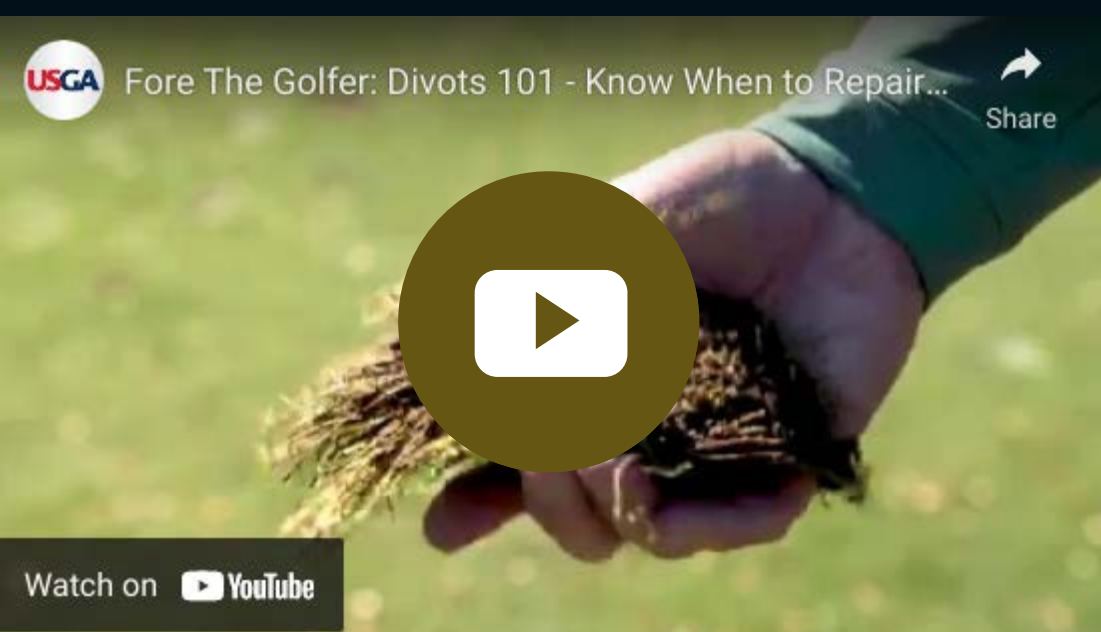 USGA
Fore The Golfer: Divots 101 - Know When to Repair...
Share
Watch on YouTube